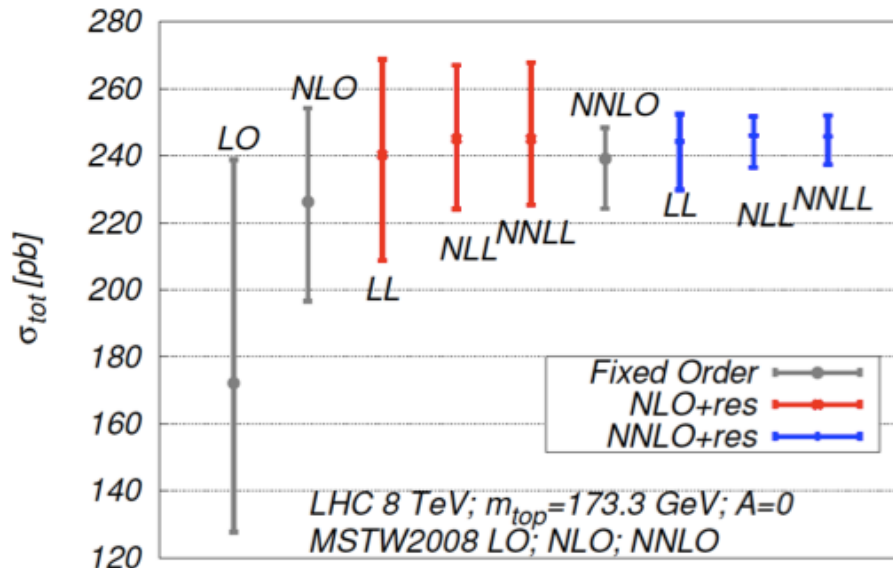 280
260
240
220
200
180
160
140
120
σtot [pb]
LO
NLO
LL
NLL
NNLL
NNLO
LL
NLL
NNLL
Fixed Order
NLO+res
NNLO+res
LHC 8 TeV; mtop=173.3 GeV; A=0
MSTW2008 LO; NLO; NNLO